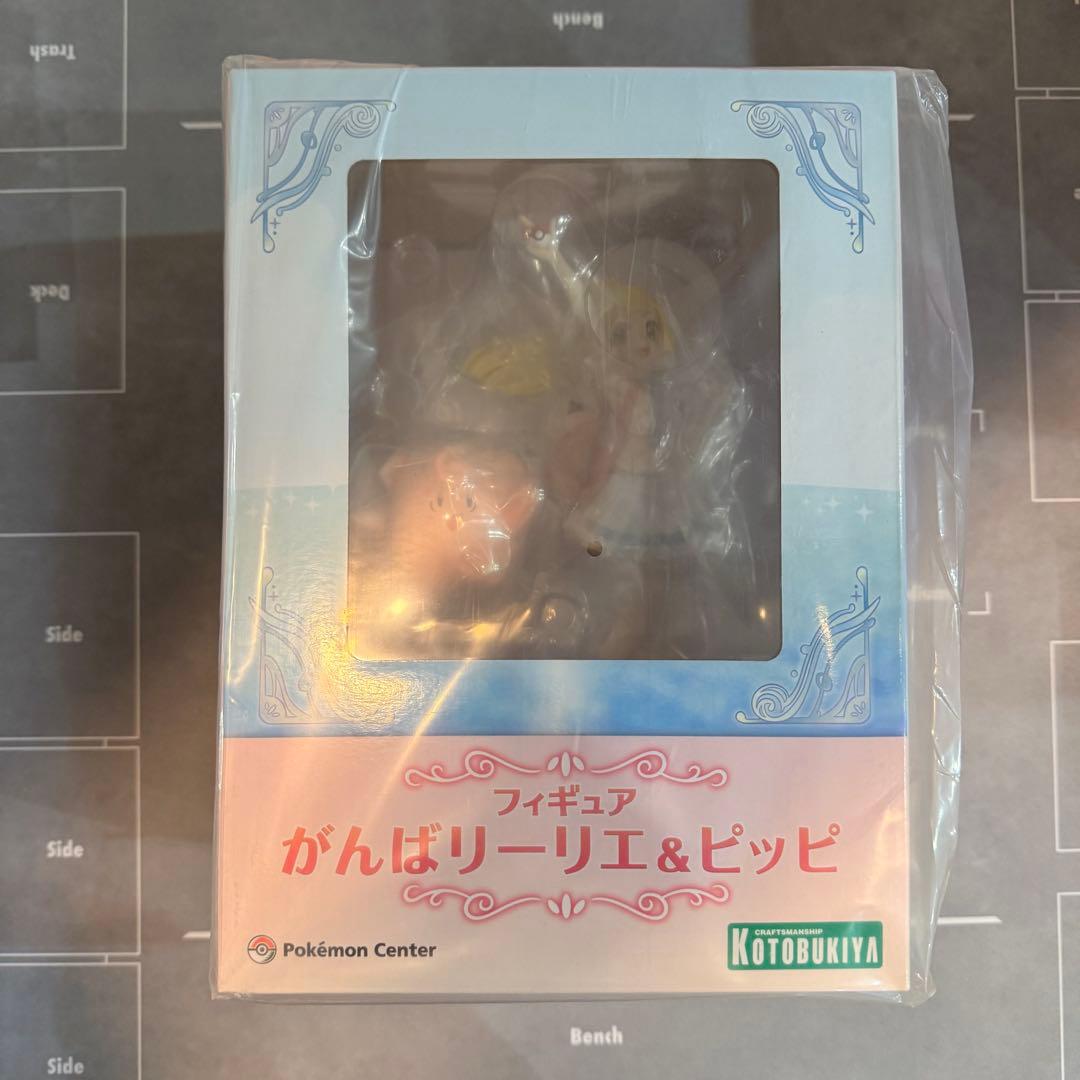 Bench
Trash
Deck
Side
Side
Side
フィギュア
がんばリーリエ&ピッピ
Pokémon Center
CRAFTSMANSHIP
KOTOBUKIYA
Bench